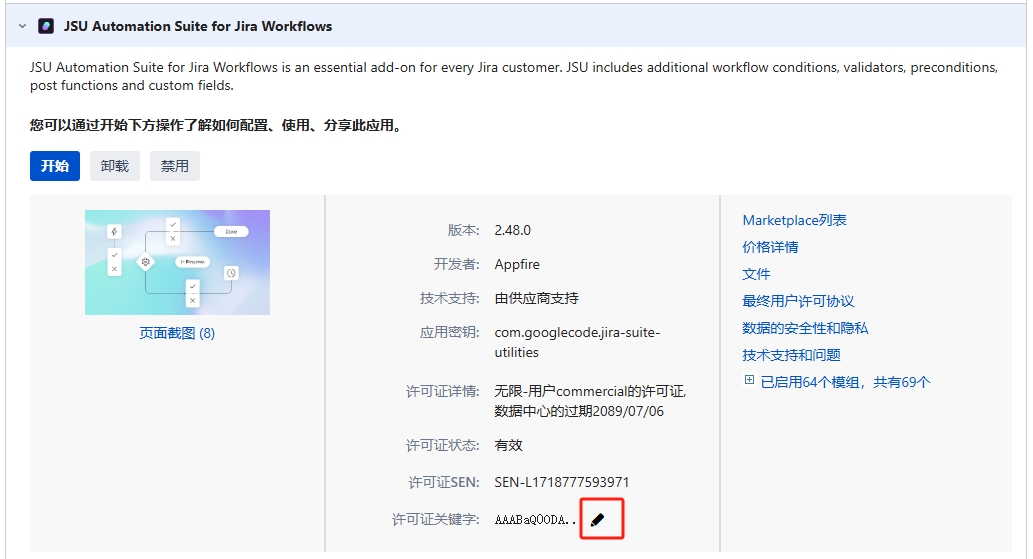 JSU Automation Suite for Jira Workflows
JSU Automation Suite for Jira Workflows is an essential add-on for every Jira customer. JSU includes additional workflow conditions, validators, preconditions,
post functions and custom fields.
您可以通过开始下方操作了解如何配置、使用、分享此应用。
开始 卸载 禁用
Done
In Progress
页面截图 (8)
版本: 2.48.0
开发者: Appfire
技术支持: 由供应商支持
应用密钥: com.googlecode.jira-suite-
utilities
许可证详情: 无限-用户commercial的许可证,
数据中心的过期2089/07/06
许可证状态: 有效
许可证SEN: SEN-L1718777593971
许可证关键字: AAABaQ0ODA..
Marketplace列表
价格详情
文件
最终用户许可协议
数据的安全性和隐私
技术支持和问题
已启用64个模组，共有69个